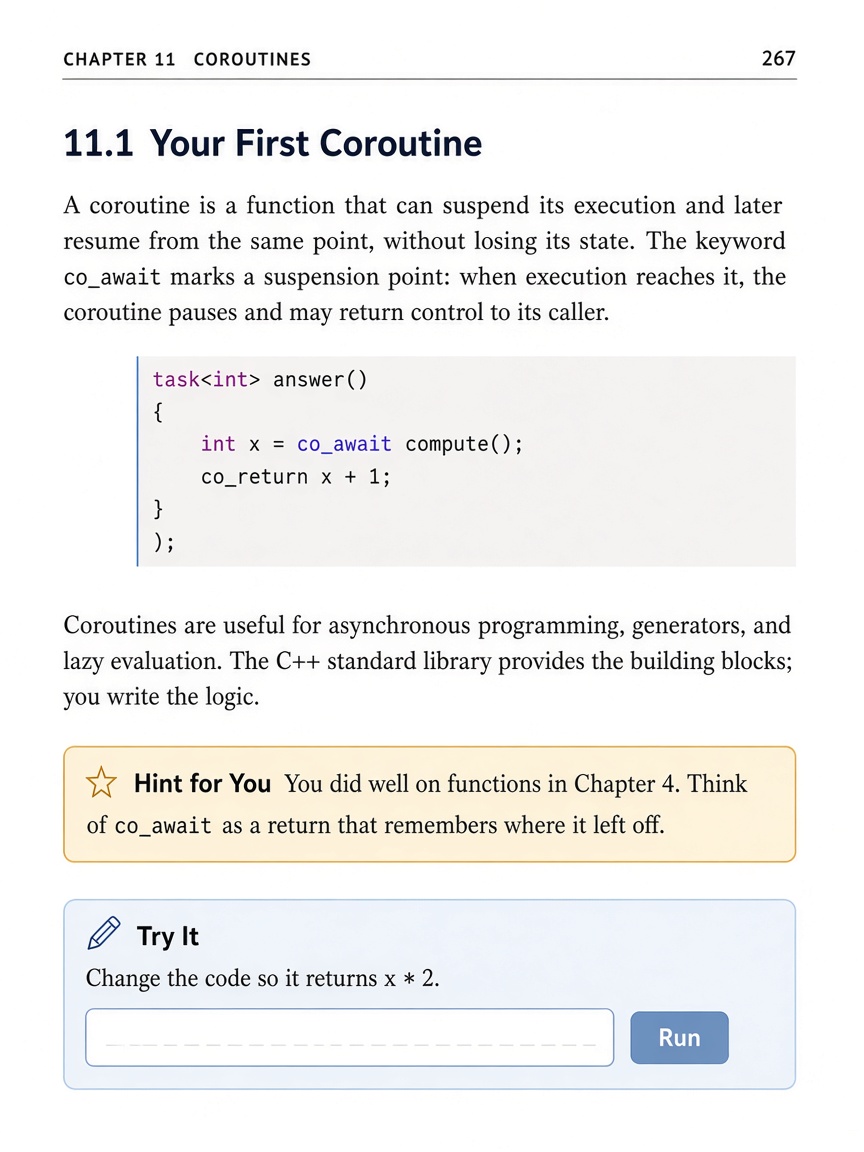 CHAPTER 11 COROUTINES 267
11.1 Your First Coroutine
A coroutine is a function that can suspend its execution and later
resume from the same point, without losing its state. The keyword
co_await marks a suspension point: when execution reaches it, the
coroutine pauses and may return control to its caller.
task<int> answer()
{
    int x = co_await compute();
    co_return x + 1;
}
);
Coroutines are useful for asynchronous programming, generators, and
lazy evaluation. The C++ standard library provides the building blocks;
you write the logic.
Hint for You You did well on functions in Chapter 4. Think
of co_await as a return that remembers where it left off.
Try It
Change the code so it returns x * 2.
Run